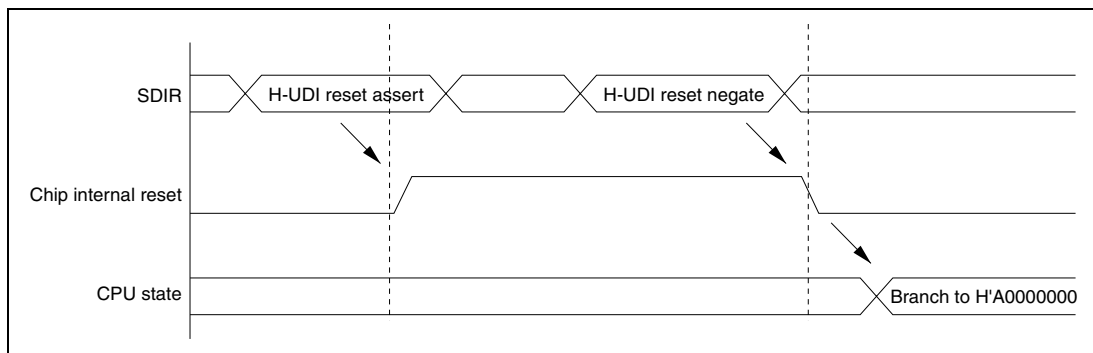 SDIR
H-UDI reset assert
H-UDI reset negate
Chip internal reset
CPU state
Branch to H'A0000000